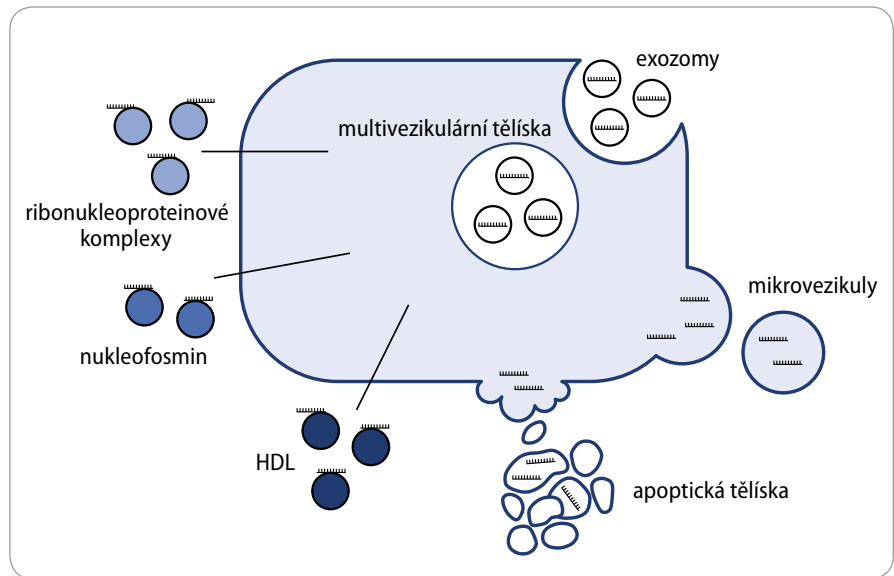 exozomy
multivezikulární tělíska
ribonukleoproteinové
komplexy
mikrovezikuly
nukleofosmin
HDL
apoptická tělíska